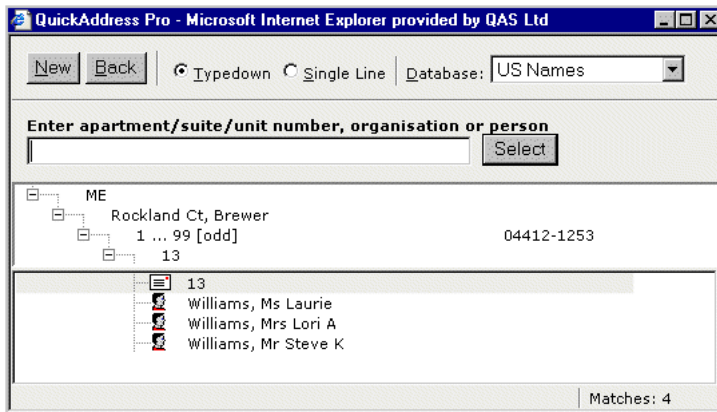 QuickAddress Pro - Microsoft Internet Explorer provided by QAS Ltd
New Back Typedown Single Line Database: US Names
Enter apartment/suite/unit number, organisation or person
Select
ME
Rockland Ct, Brewer
1 ... 99 [odd] 04412-1253
13
13
Williams, Ms Laurie
Williams, Mrs Lori A
Williams, Mr Steve K
Matches: 4